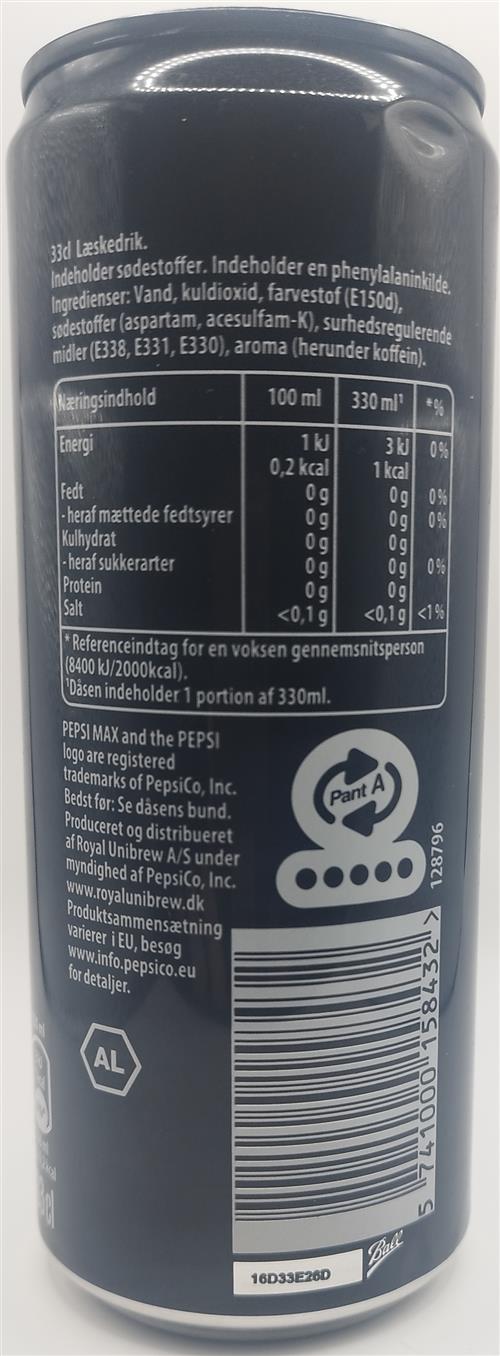 33cl Læskedrik.
Indeholder sødestoffer. Indeholder en phenylalaninkilde.
Ingredienser: Vand, kuldioxid, farvestof (E150d),
sødestoffer (aspartam, acesulfam-K), surhedsregulerende
midler (E338, E331, E330), aroma (herunder koffein).
Næringsindhold 100 ml 330 ml¹ *%
Energi 1 kJ 3 kJ 0%
0,2 kcal 1 kcal
Fedt 0 g 0 g 0%
- heraf mættede fedtsyrer 0 g 0 g 0%
Kulhydrat 0 g 0 g
- heraf sukkerarter 0 g 0 g 0%
Protein 0 g 0 g
Salt <0,1 g <0,1 g <1%
* Referenceindtag for en voksen gennemsnitsperson
(8400 kJ/2000kcal).
¹Dåsen indeholder 1 portion af 330ml.
PEPSI MAX and the PEPSI
logo are registered
trademarks of PepsiCo, Inc.
Bedst før: Se dåsens bund.
Produceret og distribueret
af Royal Unibrew A/S under
myndighed af PepsiCo, Inc.
www.royalunibrew.dk
Produktsammensætning
varierer i EU, besøg
www.info.pepsico.eu
for detaljer.
Pant A
128796
AL
5 741000 158432 >
16D33E26D
Ball